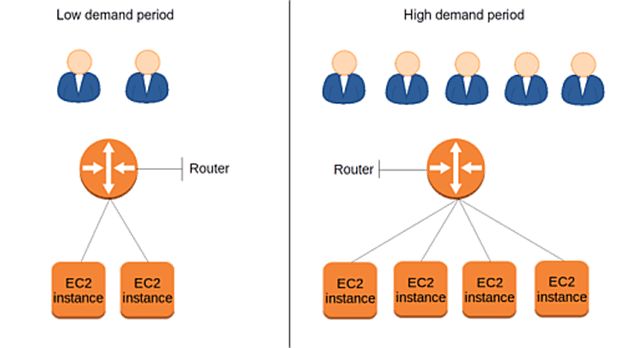 Low demand period
High demand period
Router
Router
EC2
instance
EC2
instance
EC2
instance
EC2
instance
EC2
instance
EC2
instance